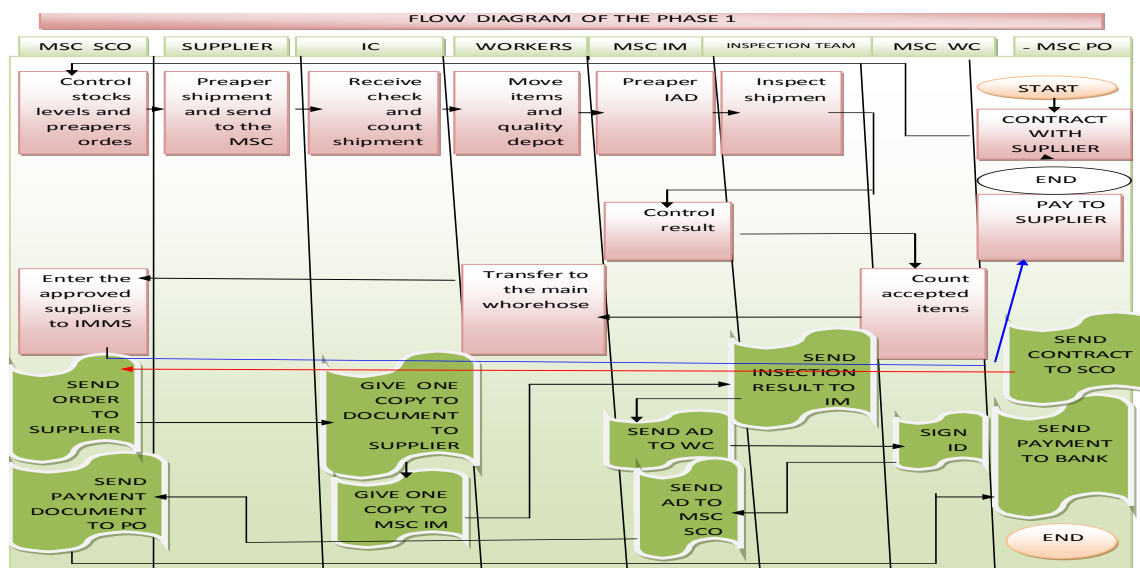 FLOW DIAGRAM OF THE PHASE 1
MSC SCO
SUPPLIER
IC
WORKERS
MSC IM
INSPECTION TEAM
MSC WC
- MSC PO
Control
stocks
levels and
preapers
ordes
Preaper
shipment
and send
to the
MSC
Receive
check
and
count
shipment
Move
items
and
quality
depot
Preaper
IAD
Inspect
shipmen
START
CONTRACT
WITH
SUPLLIER
END
PAY TO
SUPPLIER
Control
result
Enter the
approved
suppliers
to IMMS
Transfer to
the main
whorehose
Count
accepted
items
SEND
ORDER
TO
SUPPLIER
GIVE ONE
COPY TO
DOCUMENT
TO
SUPPLIER
SEND
INSECTION
RESULT TO
IM
SEND
CONTRACT
TO SCO
SEND AD
TO WC
SIGN
ID
SEND
PAYMENT
TO BANK
SEND
PAYMENT
DOCUMENT
TO PO
GIVE ONE
COPY TO
MSC IM
SEND
AD TO
MSC
SCO
END